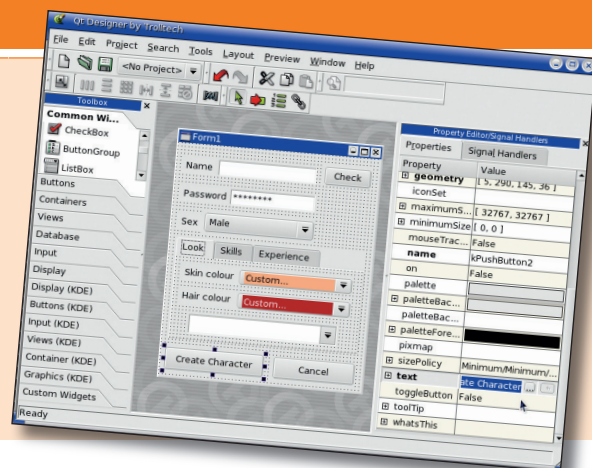 Qt Designer by Trolltech
File Edit Project Search Tools Layout Preview Window Help
<No Project>
Toolbox
Common Wi...
CheckBox
ButtonGroup
ListBox
Buttons
Containers
Views
Database
Input
Display
Display (KDE)
Buttons (KDE)
Input (KDE)
Views (KDE)
Container (KDE)
Graphics (KDE)
Custom Widgets
Ready
Form1
Name
Check
Password ********
Sex Male
Look Skills Experience
Skin colour Custom...
Hair colour Custom...
Create Character Cancel
Property Editor/Signal Handlers
Properties Signal Handlers
Property Value
geometry [ 5, 290, 145, 36 ]
iconSet
maximumS... [ 32767, 32767 ]
minimumSize [ 0, 0 ]
mouseTrac... False
name kPushButton2
on False
palette
paletteBac...
paletteBac...
paletteFore...
pixmap
sizePolicy Minimum/Minimum/...
text ate Character ...
toggleButton False
toolTip
whatsThis